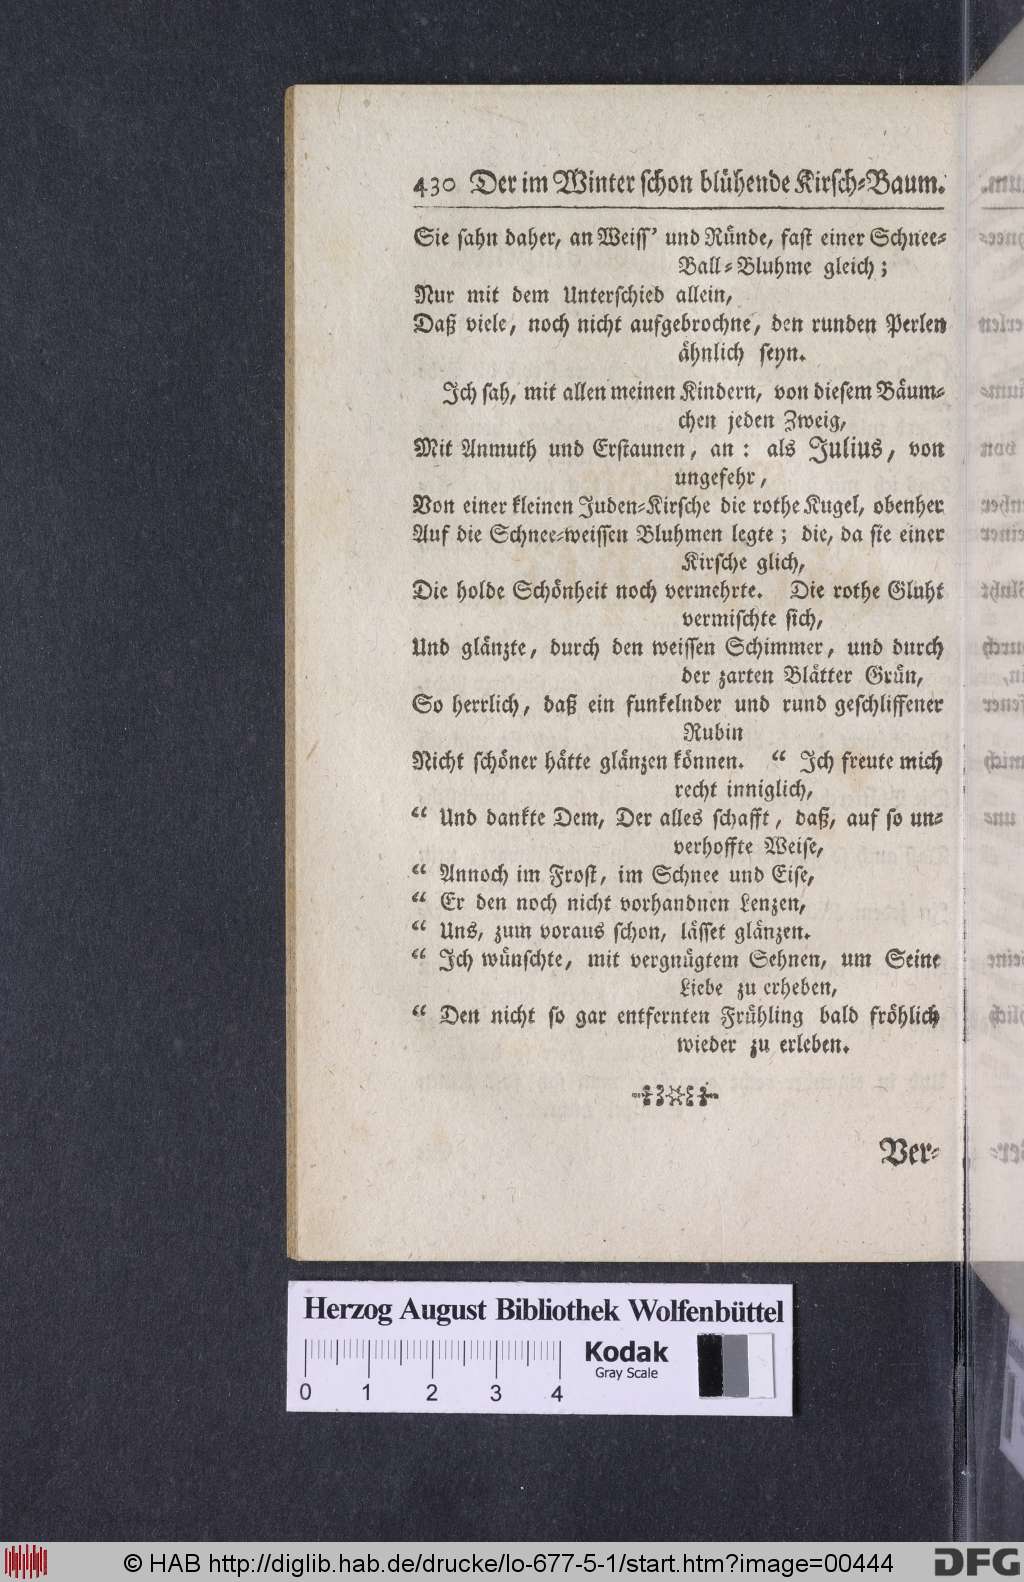 430 Der im Winter schon blühende Kirsch-Baum.
Sie sahn daher, an Weiss' und Ründe, fast einer Schnee-
Ball-Bluhme gleich;
Nur mit dem Unterschied allein,
Daß viele, noch nicht aufgebrochne, den runden Perlen
ähnlich seyn.
Ich sah, mit allen meinen Kindern, von diesem Bäum-
chen jeden Zweig,
Mit Anmuth und Erstaunen, an: als Julius, von
ungefehr,
Von einer kleinen Juden-Kirsche die rothe Kugel, obenher
Auf die Schnee-weissen Bluhmen legte; die, da sie einer
Kirsche glich,
Die holde Schönheit noch vermehrte. Die rothe Gluht
vermischte sich,
Und glänzte, durch den weissen Schimmer, und durch
der zarten Blätter Grün,
So herrlich, daß ein funkelnder und rund geschliffener
Rubin
Nicht schöner hätte glänzen können. “ Ich freute mich
recht inniglich,
“ Und dankte Dem, Der alles schafft, daß, auf so un-
verhoffte Weise,
“ Annoch im Frost, im Schnee und Eise,
“ Er den noch nicht vorhandnen Lenzen,
“ Uns, zum voraus schon, lässet glänzen.
“ Ich wünschte, mit vergnügtem Sehnen, um Seine
Liebe zu erheben,
“ Den nicht so gar entfernten Frühling bald fröhlich
wieder zu erleben.
Ver-
Herzog August Bibliothek Wolfenbüttel
Kodak
Gray Scale
0 1 2 3 4
© HAB http://diglib.hab.de/drucke/lo-677-5-1/start.htm?image=00444
DFG